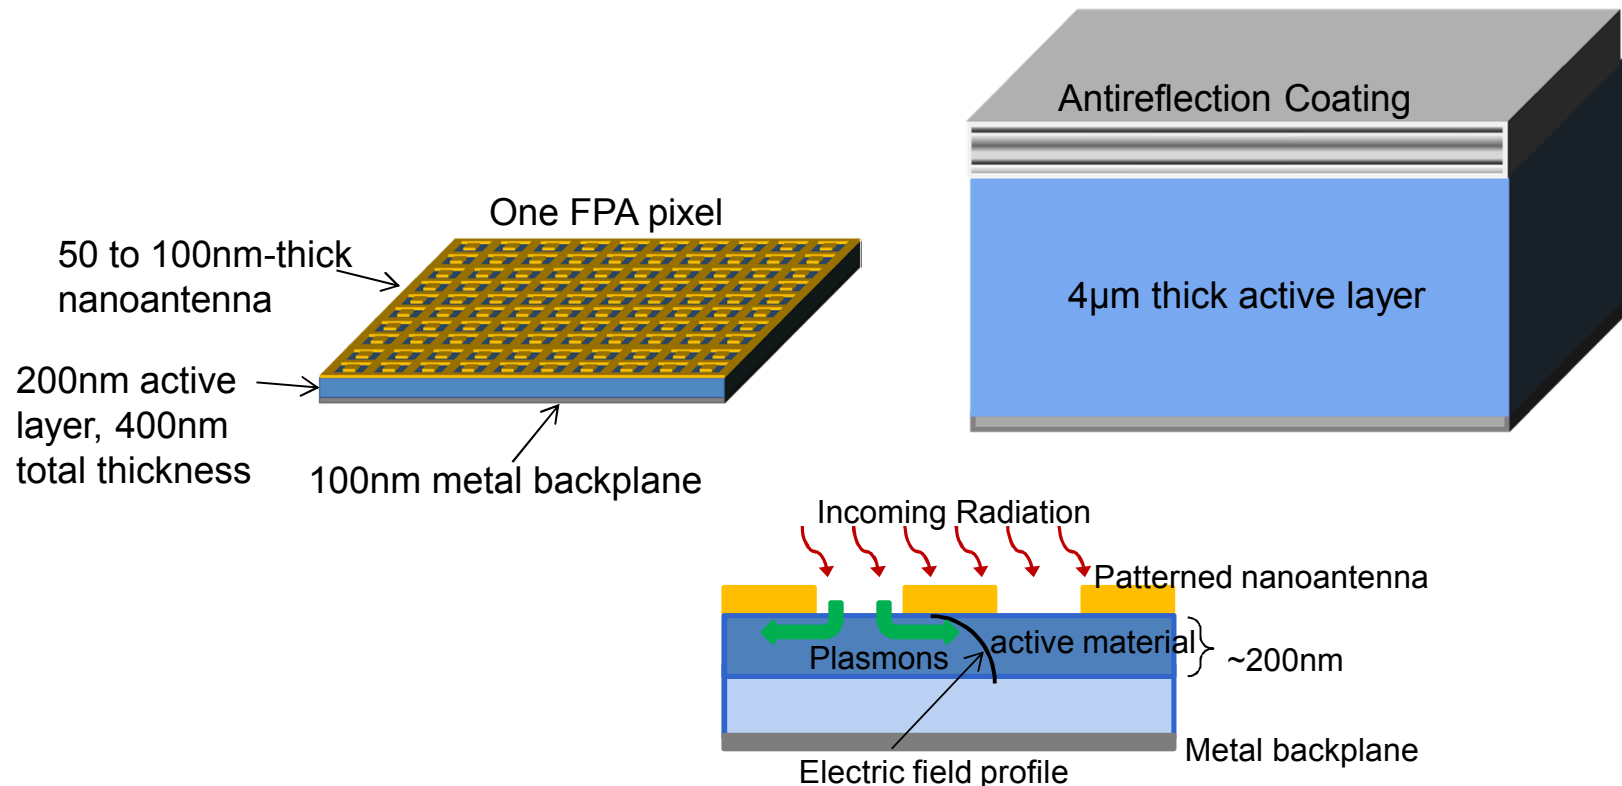 Antireflection Coating
4µm thick active layer
One FPA pixel
50 to 100nm-thick
nanoantenna
200nm active
layer, 400nm
total thickness
100nm metal backplane
Incoming Radiation
Patterned nanoantenna
active material
Plasmons
~200nm
Metal backplane
Electric field profile